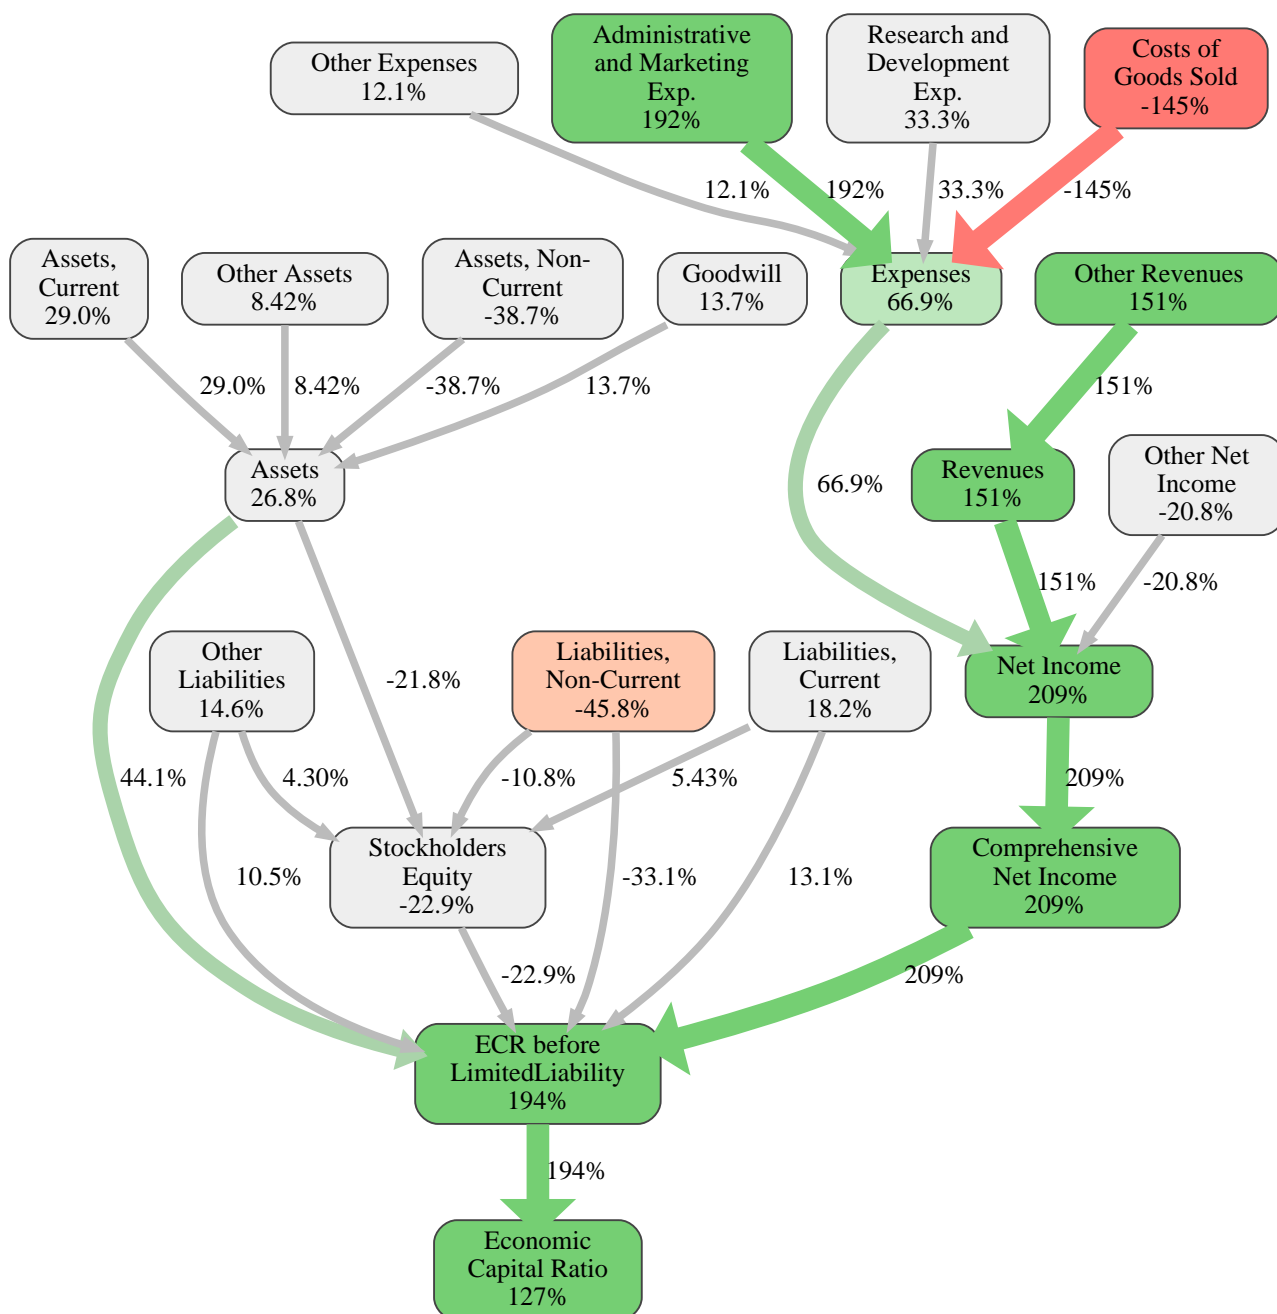 Other Expenses
12.1%
Administrative
and Marketing
Exp.
192%
Research and
Development
Exp.
33.3%
Costs of
Goods Sold
-145%
12.1%
192%
33.3%
-145%
Assets,
Current
29.0%
Other Assets
8.42%
Assets, Non-
Current
-38.7%
Goodwill
13.7%
Expenses
66.9%
Other Revenues
151%
29.0%
8.42%
-38.7%
13.7%
151%
Assets
26.8%
66.9%
Revenues
151%
Other Net
Income
-20.8%
151%
-20.8%
Other
Liabilities
14.6%
-21.8%
Liabilities,
Non-Current
-45.8%
Liabilities,
Current
18.2%
Net Income
209%
44.1%
4.30%
-10.8%
5.43%
209%
Stockholders
Equity
-22.9%
10.5%
-33.1%
13.1%
Comprehensive
Net Income
209%
-22.9%
209%
ECR before
LimitedLiability
194%
194%
Economic
Capital Ratio
127%